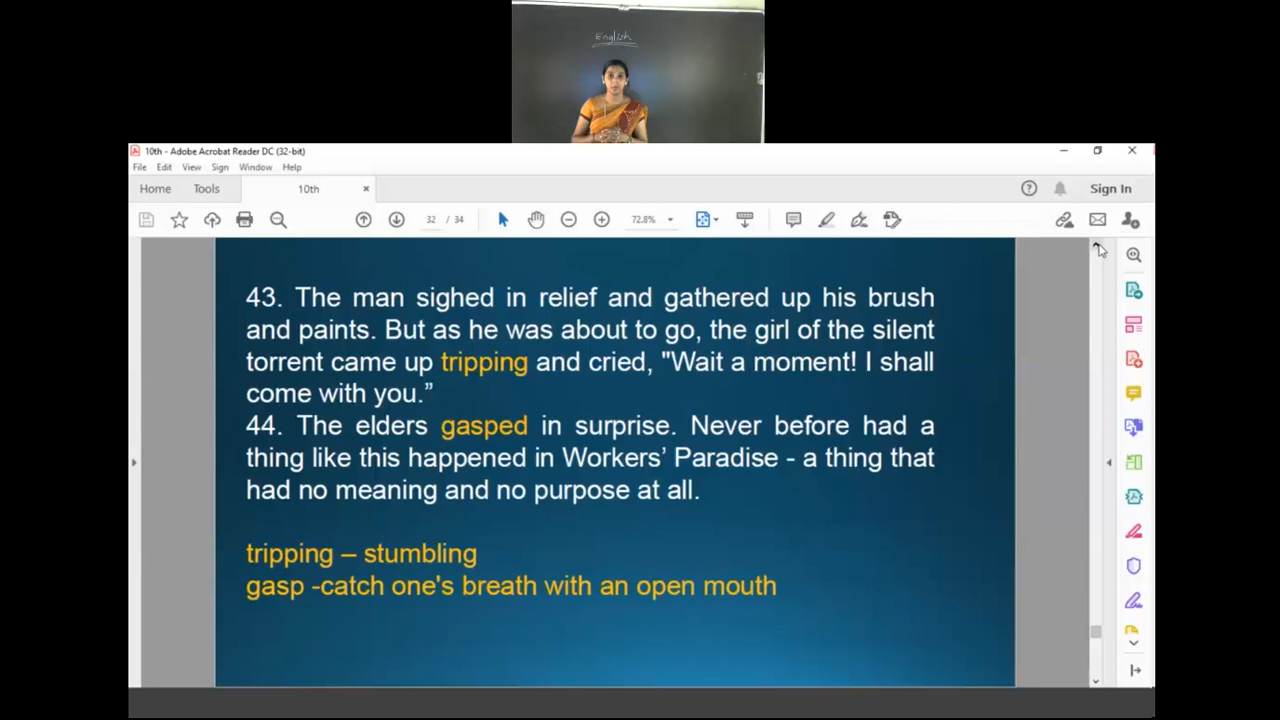 English
10th - Adobe Acrobat Reader DC (32-bit)
File Edit View Sign Window Help
Home Tools 10th Sign In
32 / 34 72.8%
43. The man sighed in relief and gathered up his brush
and paints. But as he was about to go, the girl of the silent
torrent came up tripping and cried, "Wait a moment! I shall
come with you.”
44. The elders gasped in surprise. Never before had a
thing like this happened in Workers’ Paradise - a thing that
had no meaning and no purpose at all.
tripping – stumbling
gasp -catch one's breath with an open mouth